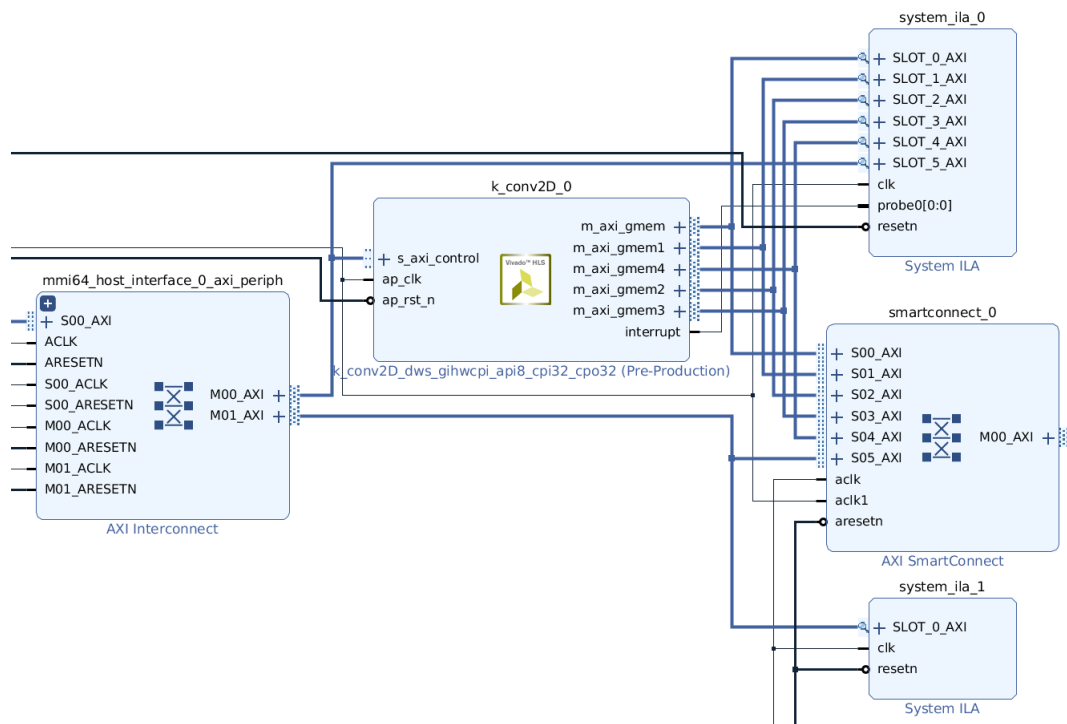 system_ila_0
SLOT_0_AXI
SLOT_1_AXI
SLOT_2_AXI
SLOT_3_AXI
SLOT_4_AXI
SLOT_5_AXI
clk
probe0[0:0]
resetn
System ILA
k_conv2D_0
s_axi_control
ap_clk
ap_rst_n
Vivado™ HLS
m_axi_gmem
m_axi_gmem1
m_axi_gmem4
m_axi_gmem2
m_axi_gmem3
interrupt
k_conv2D_dws_gihwcpi_api8_cpi32_cpo32 (Pre-Production)
mmi64_host_interface_0_axi_periph
S00_AXI
ACLK
ARESETN
S00_ACLK
S00_ARESETN
M00_ACLK
M00_ARESETN
M01_ACLK
M01_ARESETN
M00_AXI
M01_AXI
AXI Interconnect
smartconnect_0
S00_AXI
S01_AXI
S02_AXI
S03_AXI
S04_AXI
S05_AXI
aclk
aclk1
aresetn
M00_AXI
AXI SmartConnect
system_ila_1
SLOT_0_AXI
clk
resetn
System ILA